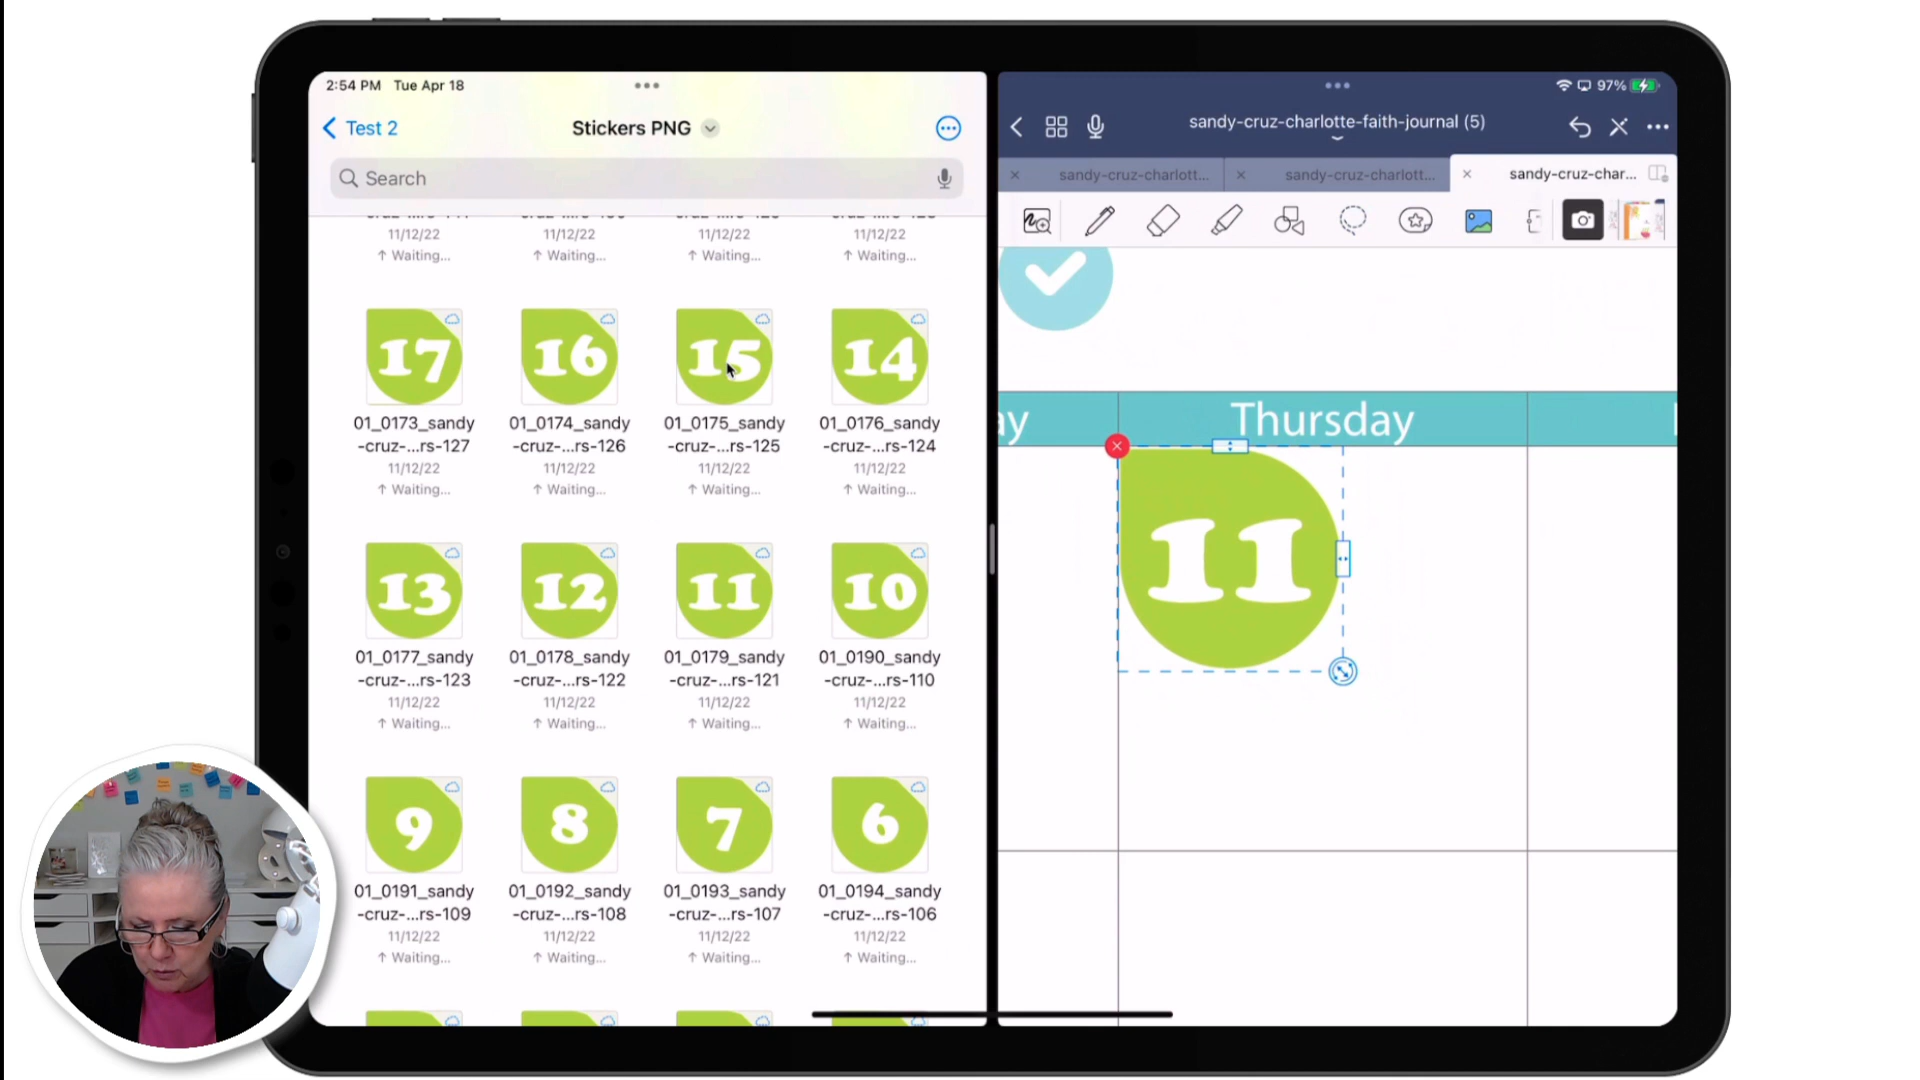 2:54 PM Tue Apr 18
Test 2
Stickers PNG
Search
11/12/22 11/12/22 11/12/22 11/12/22
↑ Waiting... ↑ Waiting... ↑ Waiting... ↑ Waiting...
17 16 15 14
01_0173_sandy 01_0174_sandy 01_0175_sandy 01_0176_sandy
-cruz-...rs-127 -cruz-...rs-126 -cruz-...rs-125 -cruz-...rs-124
11/12/22 11/12/22 11/12/22 11/12/22
↑ Waiting... ↑ Waiting... ↑ Waiting... ↑ Waiting...
13 12 11 10
01_0177_sandy 01_0178_sandy 01_0179_sandy 01_0190_sandy
-cruz-...rs-123 -cruz-...rs-122 -cruz-...rs-121 -cruz-...rs-110
11/12/22 11/12/22 11/12/22 11/12/22
↑ Waiting... ↑ Waiting... ↑ Waiting... ↑ Waiting...
9 8 7 6
01_0191_sandy 01_0192_sandy 01_0193_sandy 01_0194_sandy
-cruz-...rs-109 -cruz-...rs-108 -cruz-...rs-107 -cruz-...rs-106
11/12/22 11/12/22 11/12/22 11/12/22
↑ Waiting... ↑ Waiting... ↑ Waiting... ↑ Waiting...
97%
sandy-cruz-charlotte-faith-journal (5)
sandy-cruz-charlott... sandy-cruz-charlott... sandy-cruz-char...
ay Thursday
11